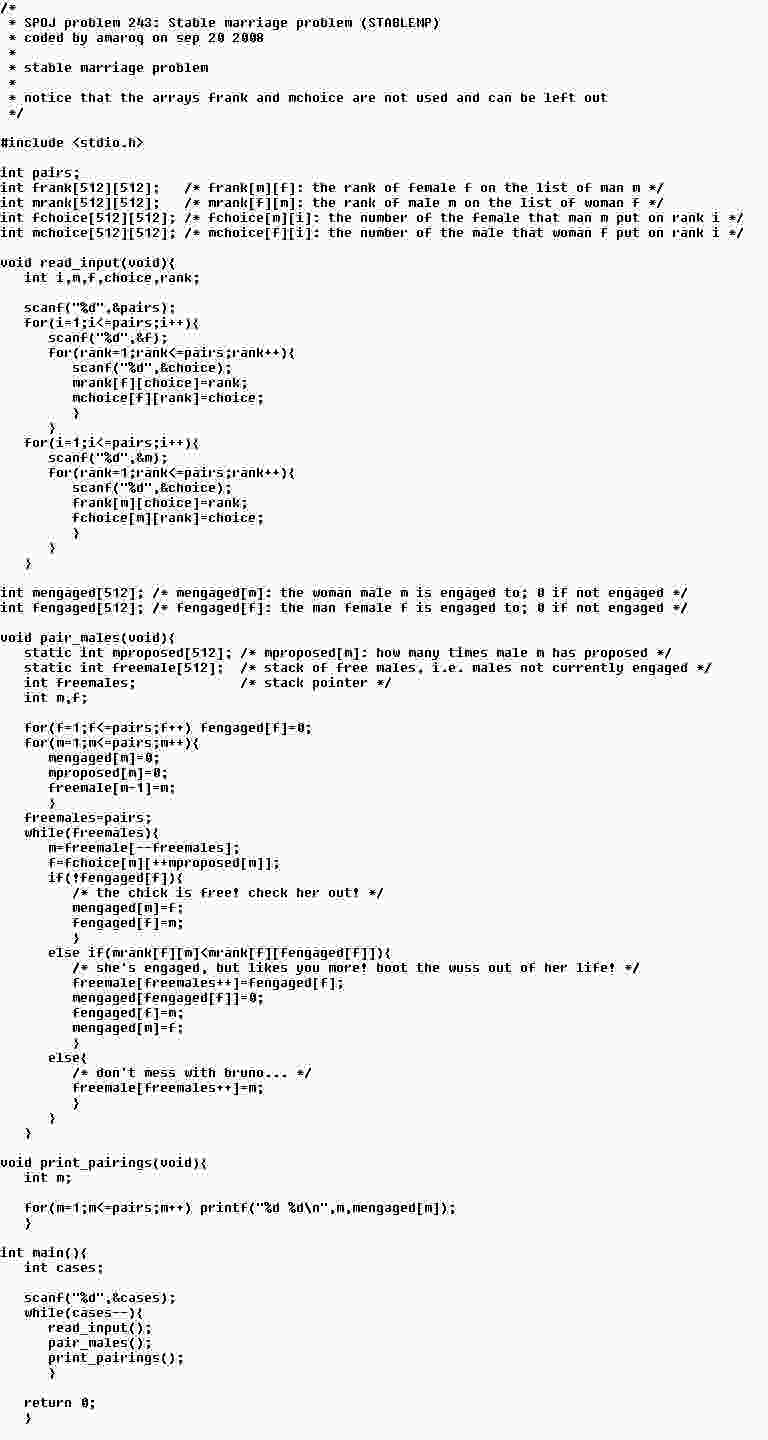 /*
 * SPOJ problem 243: Stable marriage problem (STABLEMP)
 * coded by amaroq on sep 20 2008
 *
 * stable marriage problem
 *
 * notice that the arrays frank and mchoice are not used and can be left out
 */

#include <stdio.h>

int pairs;
int frank[512][512];   /* frank[m][f]: the rank of female f on the list of man m */
int mrank[512][512];   /* mrank[f][m]: the rank of male m on the list of woman f */
int fchoice[512][512]; /* fchoice[m][i]: the number of the female that man m put on rank i */
int mchoice[512][512]; /* mchoice[f][i]: the number of the male that woman f put on rank i */

void read_input(void){
   int i,m,f,choice,rank;

   scanf("%d",&pairs);
   for(i=1;i<=pairs;i++){
      scanf("%d",&f);
      for(rank=1;rank<=pairs;rank++){
         scanf("%d",&choice);
         mrank[f][choice]=rank;
         mchoice[f][rank]=choice;
         }
      }
   for(i=1;i<=pairs;i++){
      scanf("%d",&m);
      for(rank=1;rank<=pairs;rank++){
         scanf("%d",&choice);
         frank[m][choice]=rank;
         fchoice[m][rank]=choice;
         }
      }
   }

int mengaged[512]; /* mengaged[m]: the woman male m is engaged to; 0 if not engaged */
int fengaged[512]; /* fengaged[f]: the man female f is engaged to; 0 if not engaged */

void pair_males(void){
   static int mproposed[512]; /* mproposed[m]: how many times male m has proposed */
   static int freemale[512];  /* stack of free males, i.e. males not currently engaged */
   int freemales;             /* stack pointer */
   int m,f;

   for(f=1;f<=pairs;f++) fengaged[f]=0;
   for(m=1;m<=pairs;m++){
      mengaged[m]=0;
      mproposed[m]=0;
      freemale[m-1]=m;
      }
   freemales=pairs;
   while(freemales){
      m=freemale[--freemales];
      f=fchoice[m][++mproposed[m]];
      if(!fengaged[f]){
         /* the chick is free! check her out! */
         mengaged[m]=f;
         fengaged[f]=m;
         }
      else if(mrank[f][m]<mrank[f][fengaged[f]]){
         /* she's engaged, but likes you more! boot the wuss out of her life! */
         freemale[freemales++]=fengaged[f];
         mengaged[fengaged[f]]=0;
         fengaged[f]=m;
         mengaged[m]=f;
         }
      else{
         /* don't mess with bruno... */
         freemale[freemales++]=m;
         }
      }
   }

void print_pairings(void){
   int m;

   for(m=1;m<=pairs;m++) printf("%d %d\n",m,mengaged[m]);
   }

int main(){
   int cases;

   scanf("%d",&cases);
   while(cases--){
      read_input();
      pair_males();
      print_pairings();
      }

   return 0;
   }